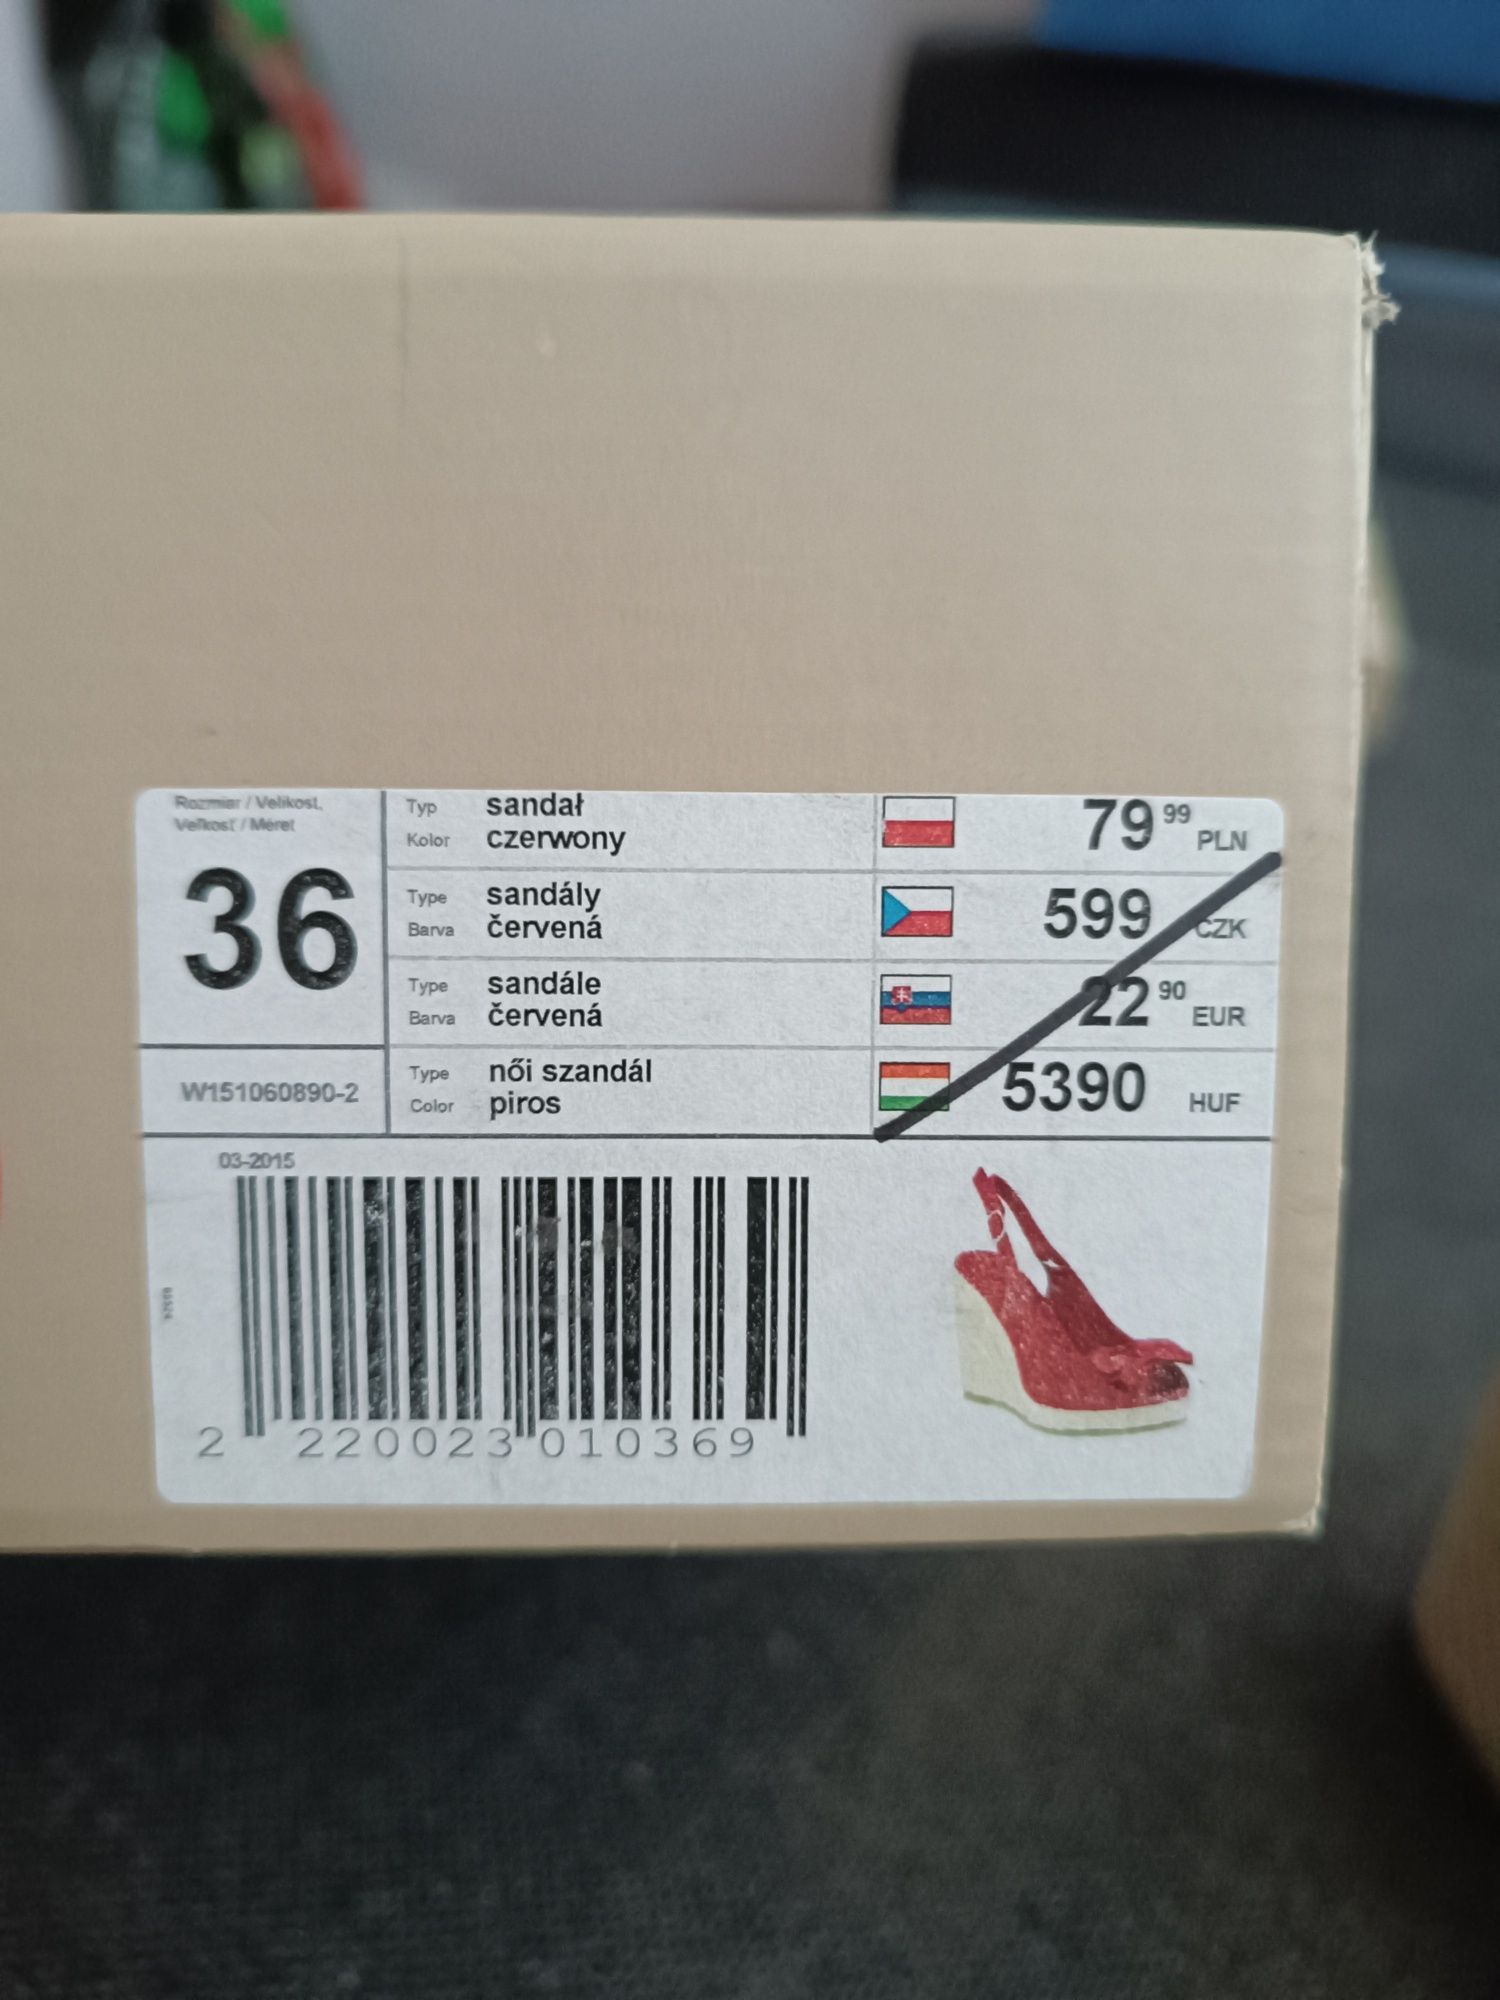 Rozmiar / Velikost,
Veľkosť / Méret
36
W151060890-2
Typ sandał
Kolor czerwony
79 99 PLN
Type sandály
Barva červená
599 CZK
Type sandále
Barva červená
22 90 EUR
Type női szandál
Color piros
5390 HUF
03-2015
2 220023 010369